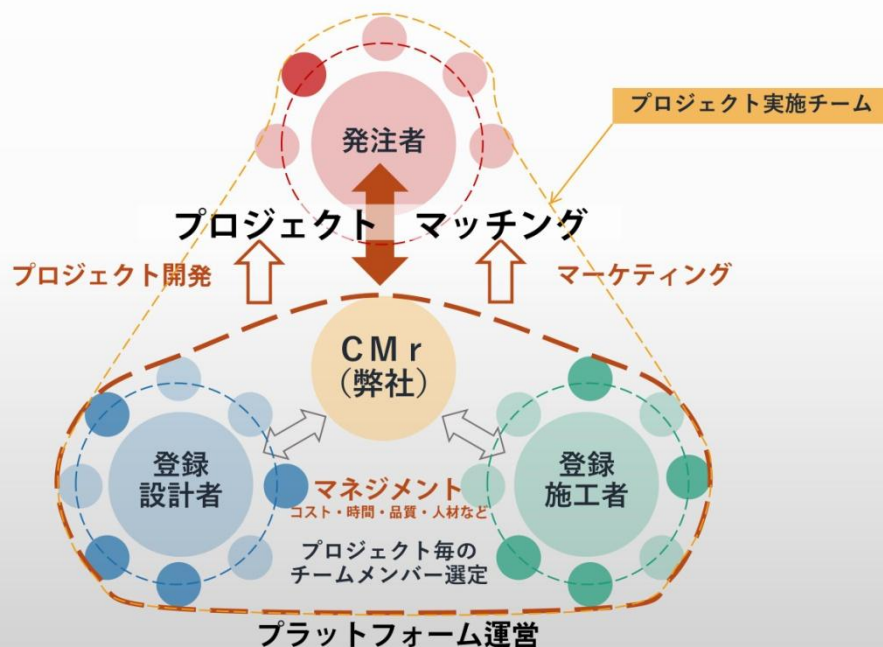 発注者
プロジェクト実施チーム
プロジェクト マッチング
プロジェクト開発
マーケティング
CMr
(弊社)
登録
設計者
登録
施工者
マネジメント
コスト・時間・品質・人材など
プロジェクト毎の
チームメンバー選定
プラットフォーム運営